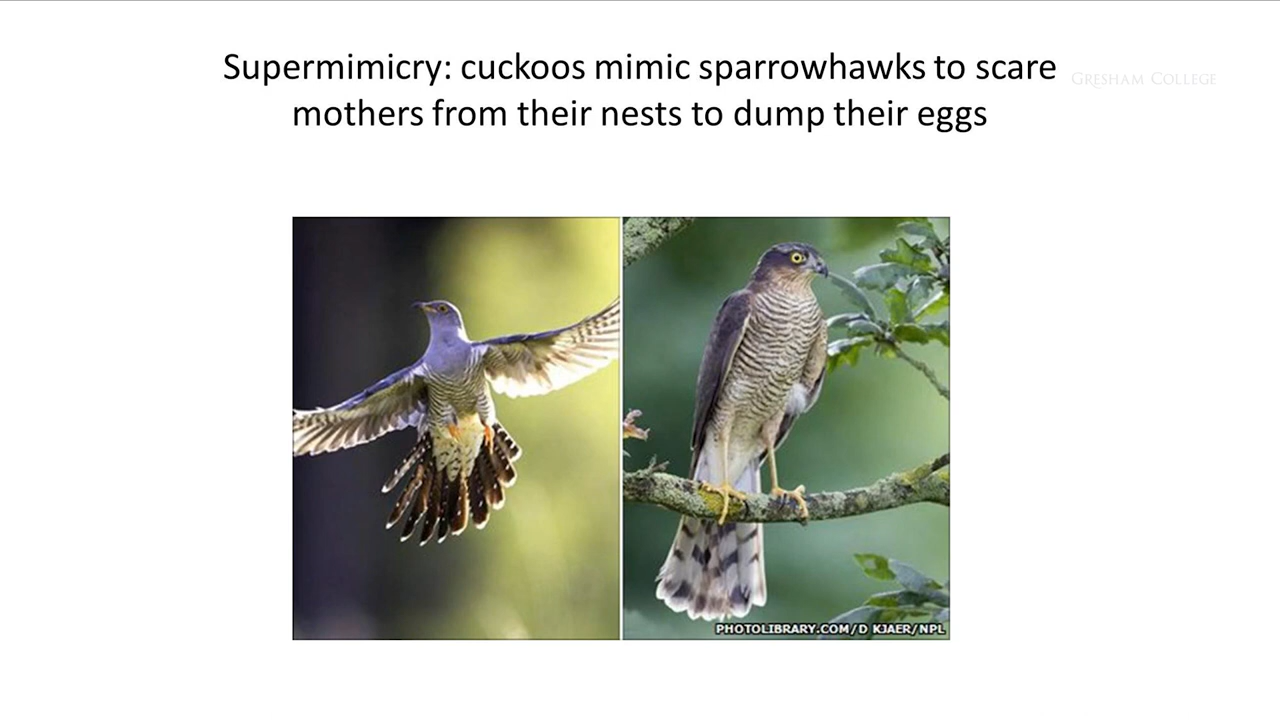 Supermimicry: cuckoos mimic sparrowhawks to scare
mothers from their nests to dump their eggs
GRESHAM COLLEGE
PHOTOLIBRARY.COM/D KJAER/NPL